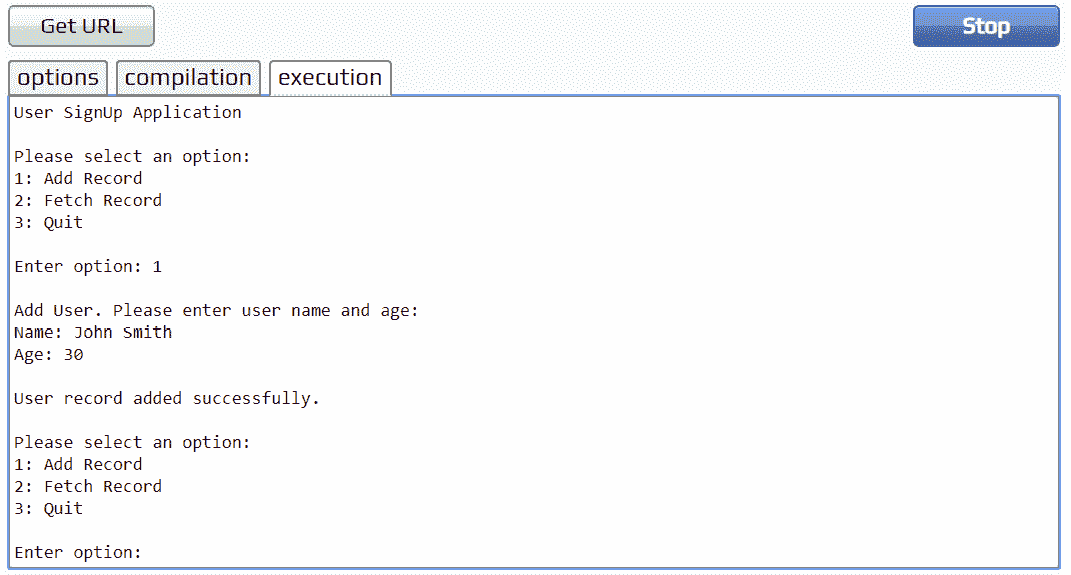 Get URL
Stop
options compilation execution
User SignUp Application
Please select an option:
1: Add Record
2: Fetch Record
3: Quit
Enter option: 1
Add User. Please enter user name and age:
Name: John Smith
Age: 30
User record added successfully.
Please select an option:
1: Add Record
2: Fetch Record
3: Quit
Enter option: